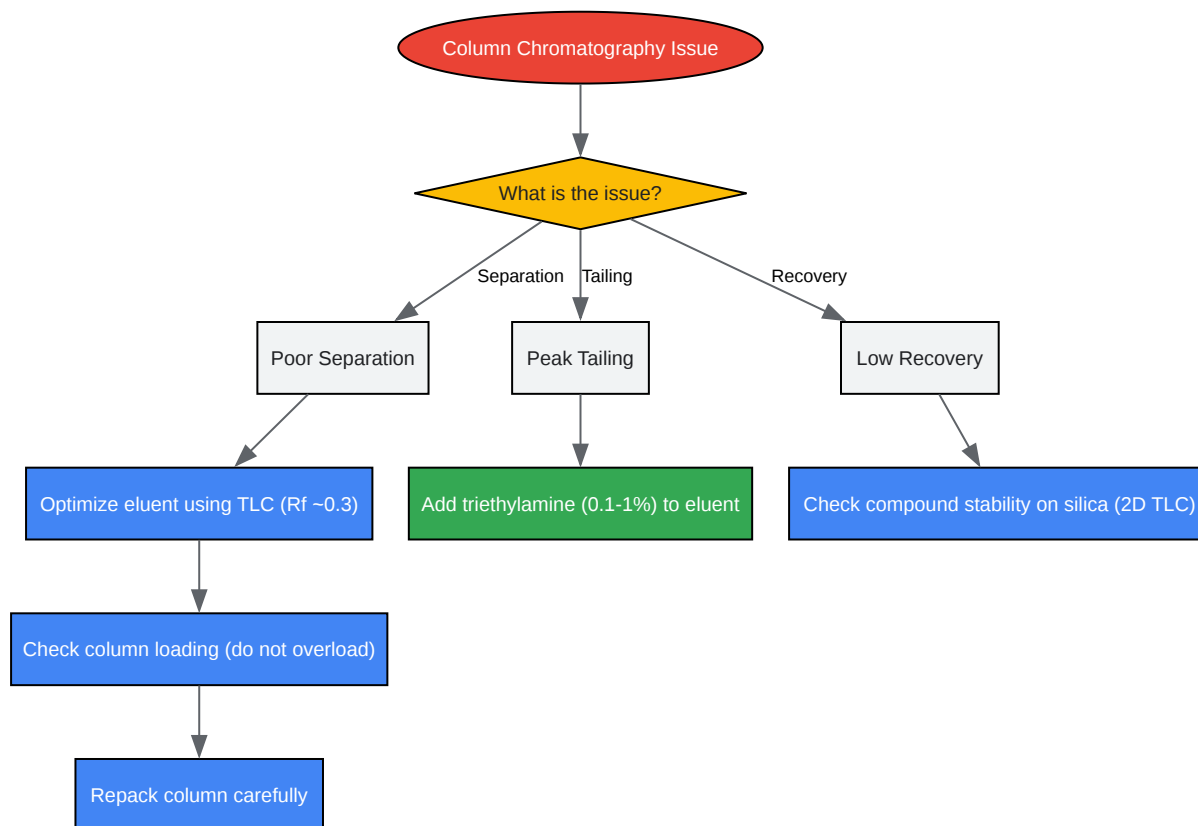 Column Chromatography Issue
What is the issue?
Separation
Tailing
Recovery
Poor Separation
Peak Tailing
Low Recovery
Optimize eluent using TLC (Rf ~0.3)
Add triethylamine (0.1-1%) to eluent
Check compound stability on silica (2D TLC)
Check column loading (do not overload)
Repack column carefully